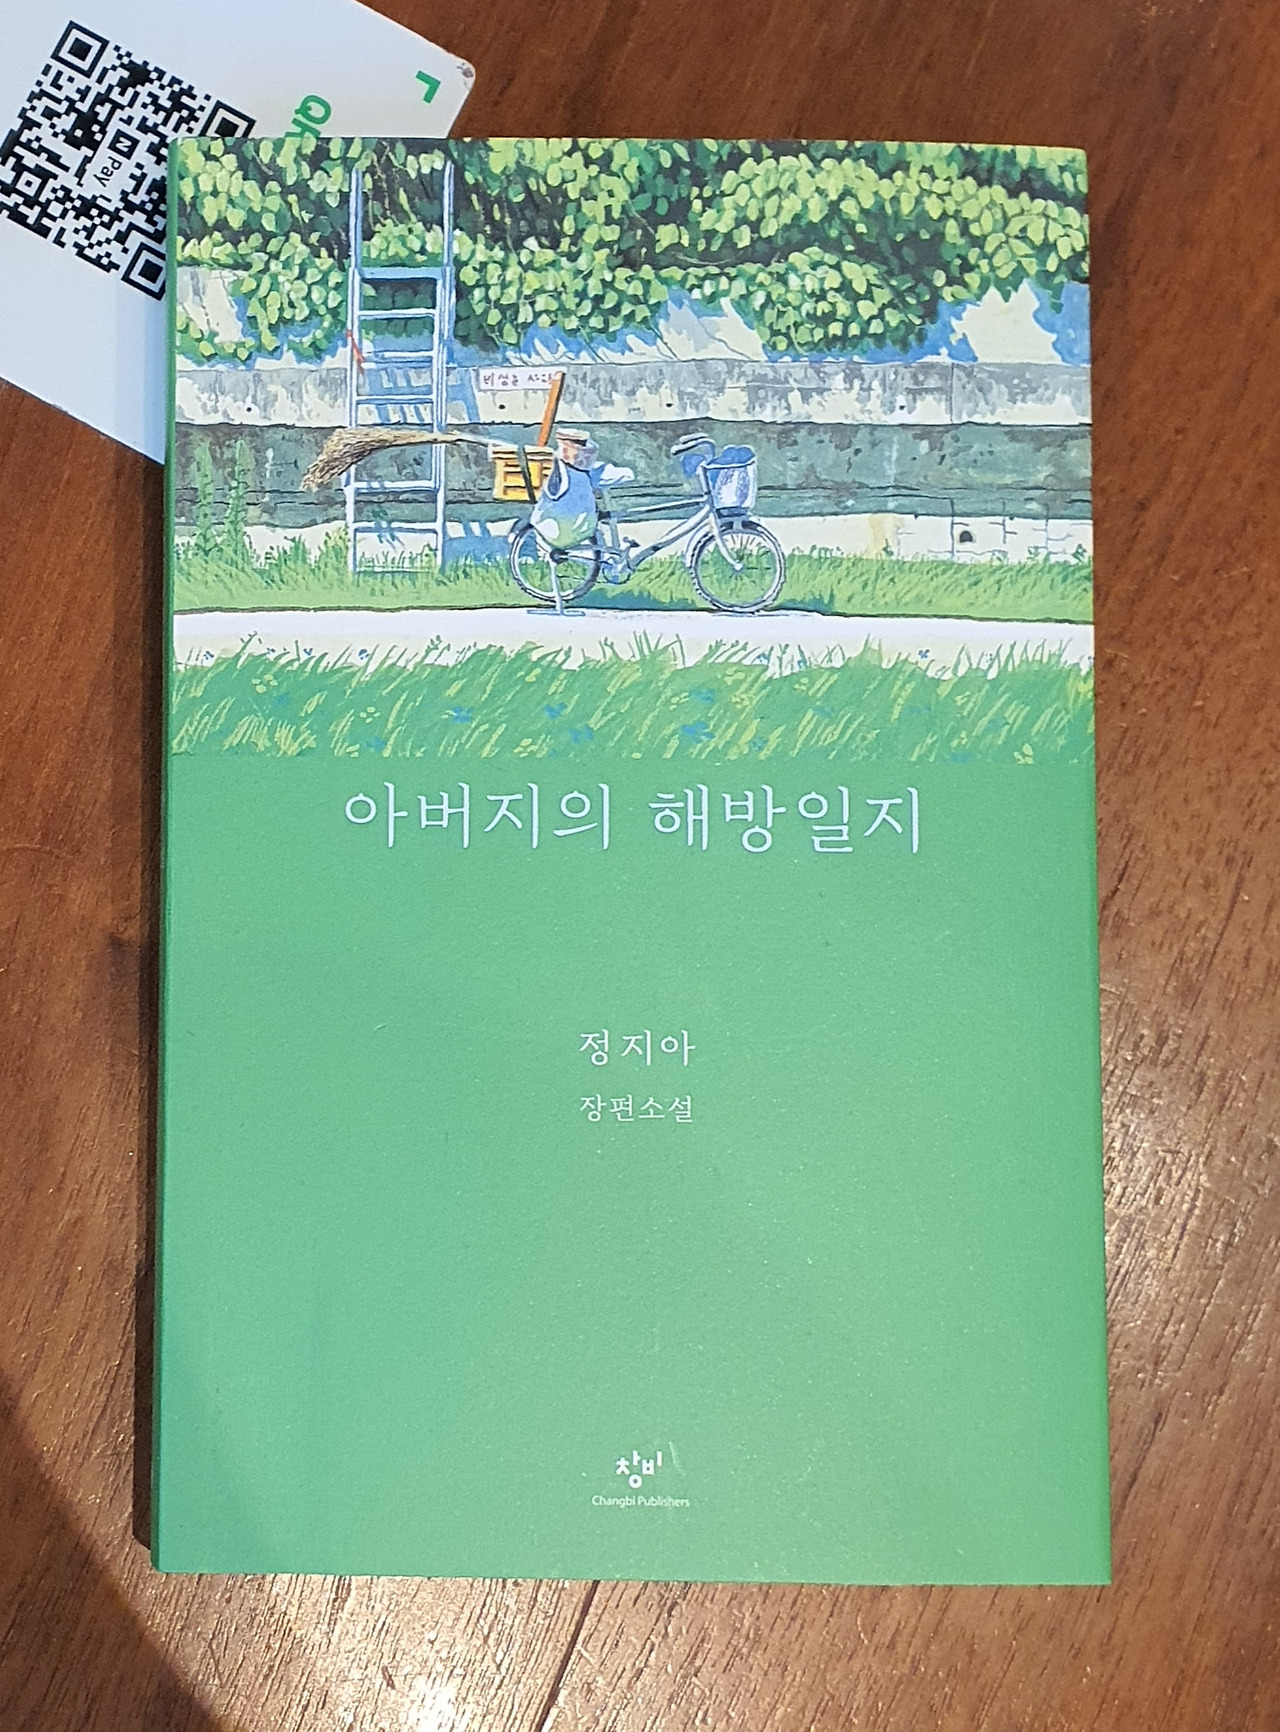 N Pay
아버지의 해방일지
정지아
장편소설
창비
Changbi Publishers